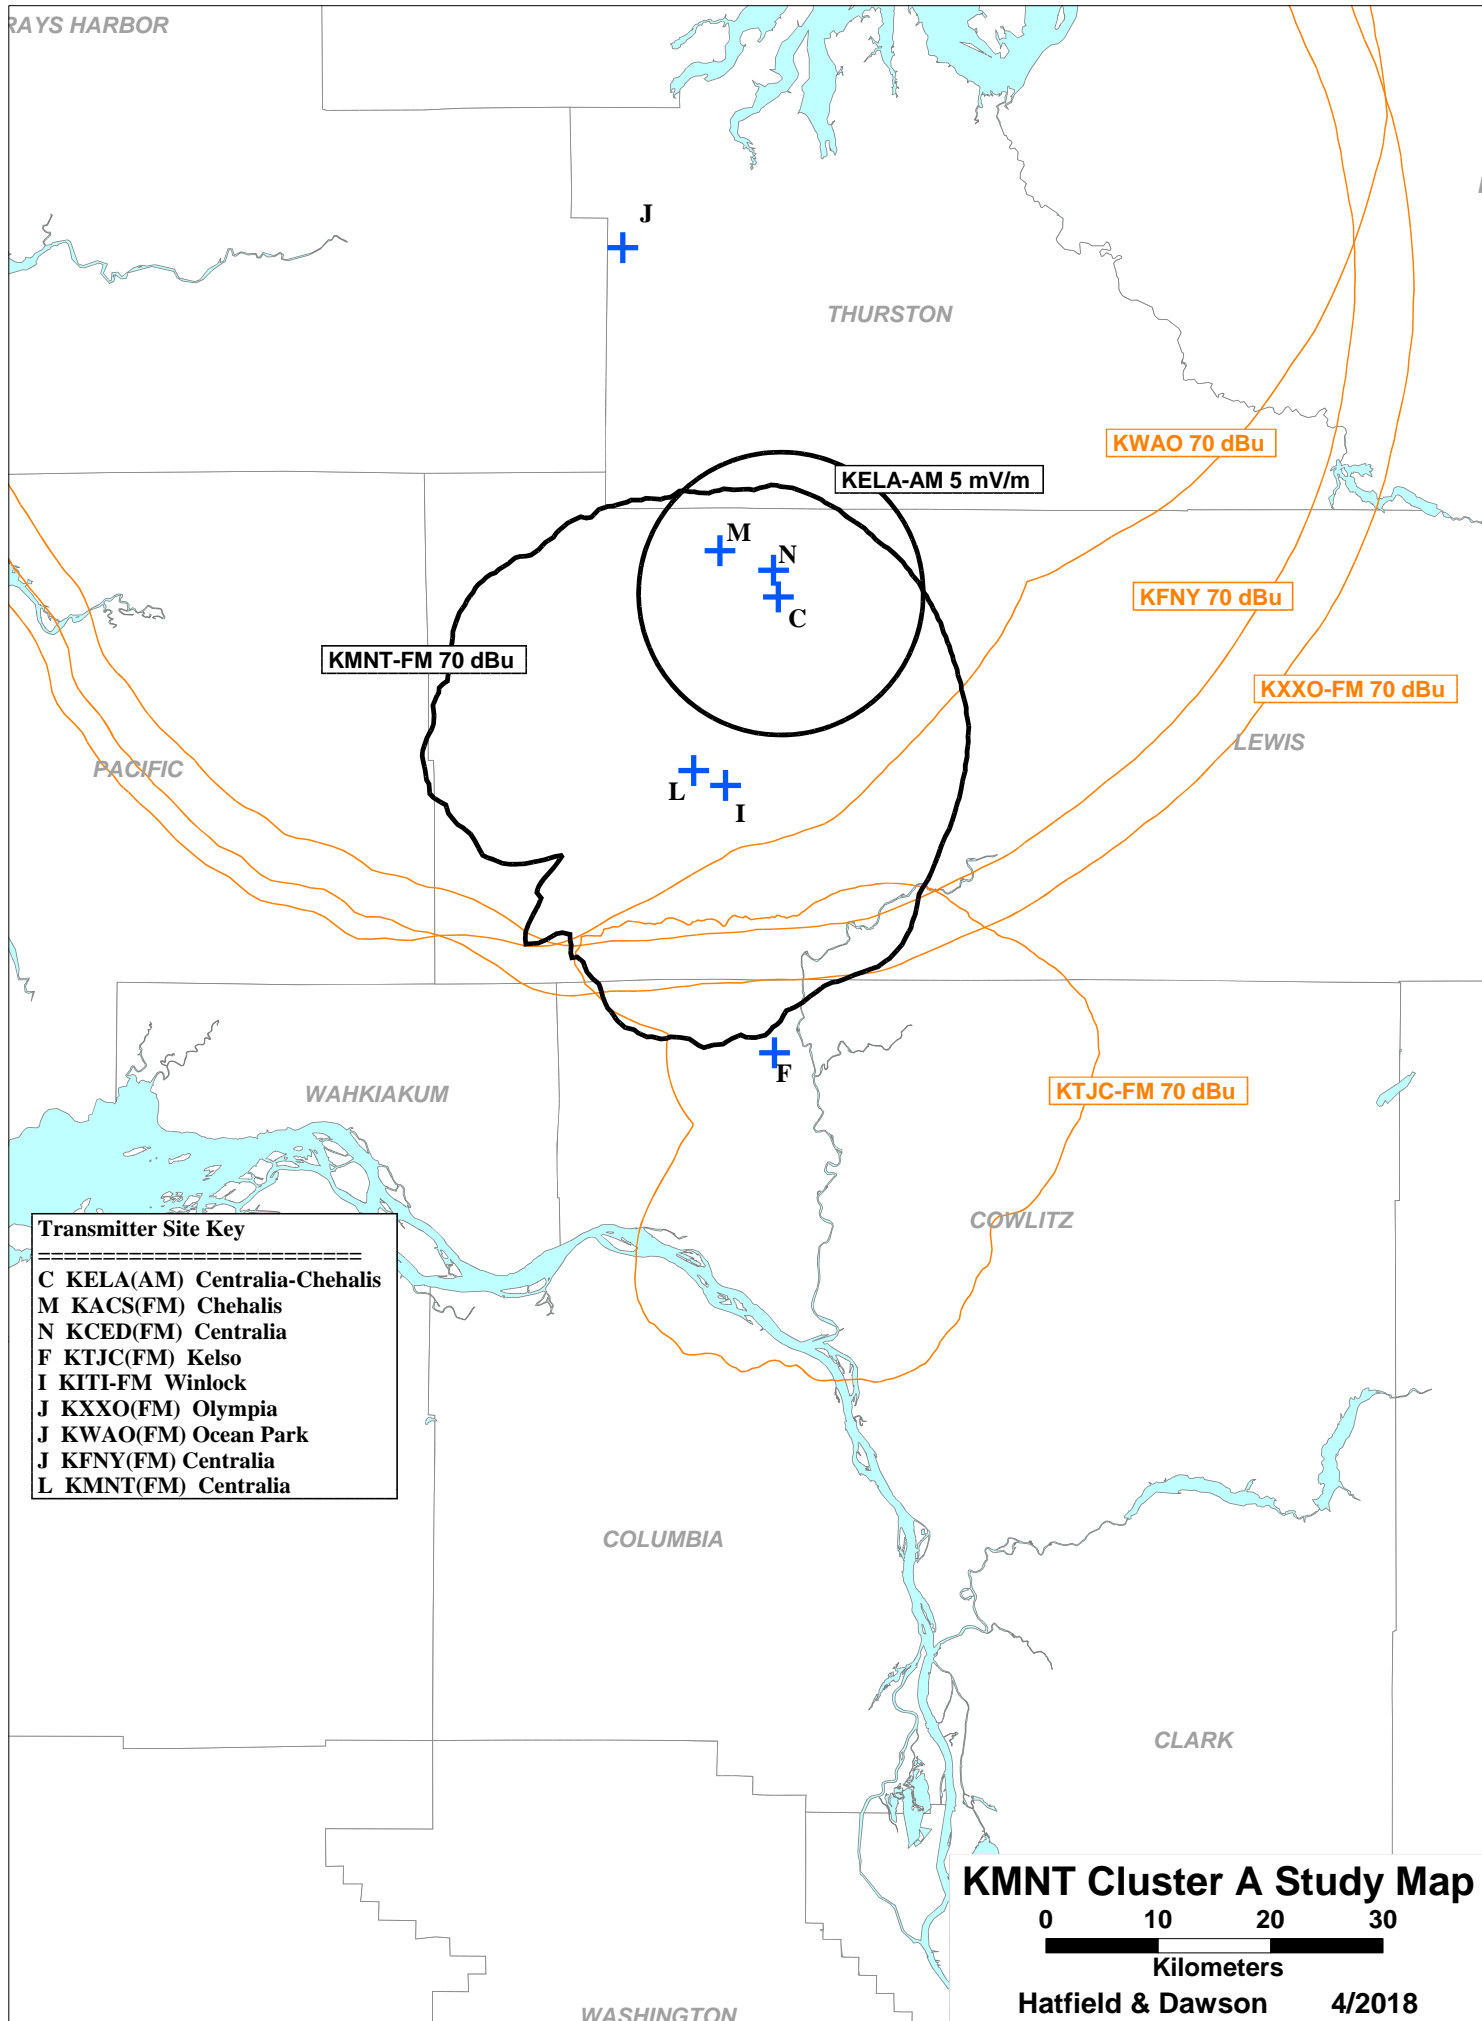 RAYS HARBOR
J
THURSTON
KWAO 70 dBu
KELA-AM 5 mV/m
M
N
C
KFNY 70 dBu
KMNT-FM 70 dBu
KXXO-FM 70 dBu
LEWIS
PACIFIC
L
I
F
KTJC-FM 70 dBu
WAHKIAKUM
COWLITZ
Transmitter Site Key
=========================
C KELA(AM) Centralia-Chehalis
M KACS(FM) Chehalis
N KCED(FM) Centralia
F KTJC(FM) Kelso
I KITI-FM Winlock
J KXXO(FM) Olympia
J KWAO(FM) Ocean Park
J KFNY(FM) Centralia
L KMNT(FM) Centralia
COLUMBIA
CLARK
KMNT Cluster A Study Map
0 10 20 30
Kilometers
Hatfield & Dawson 4/2018
WASHINGTON